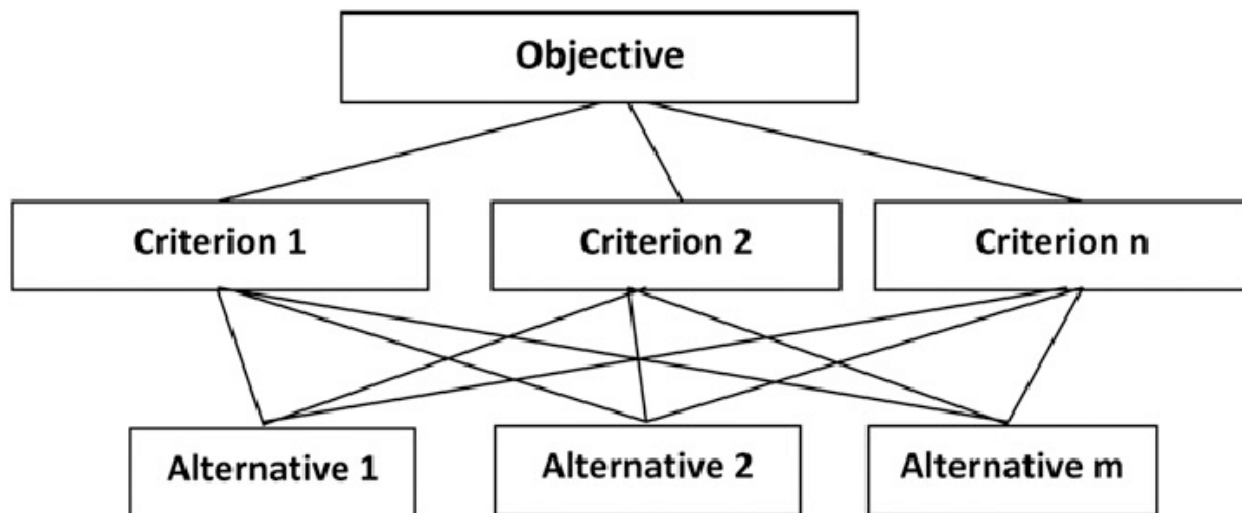 Objective
Criterion 1
Criterion 2
Criterion n
Alternative 1
Alternative 2
Alternative m